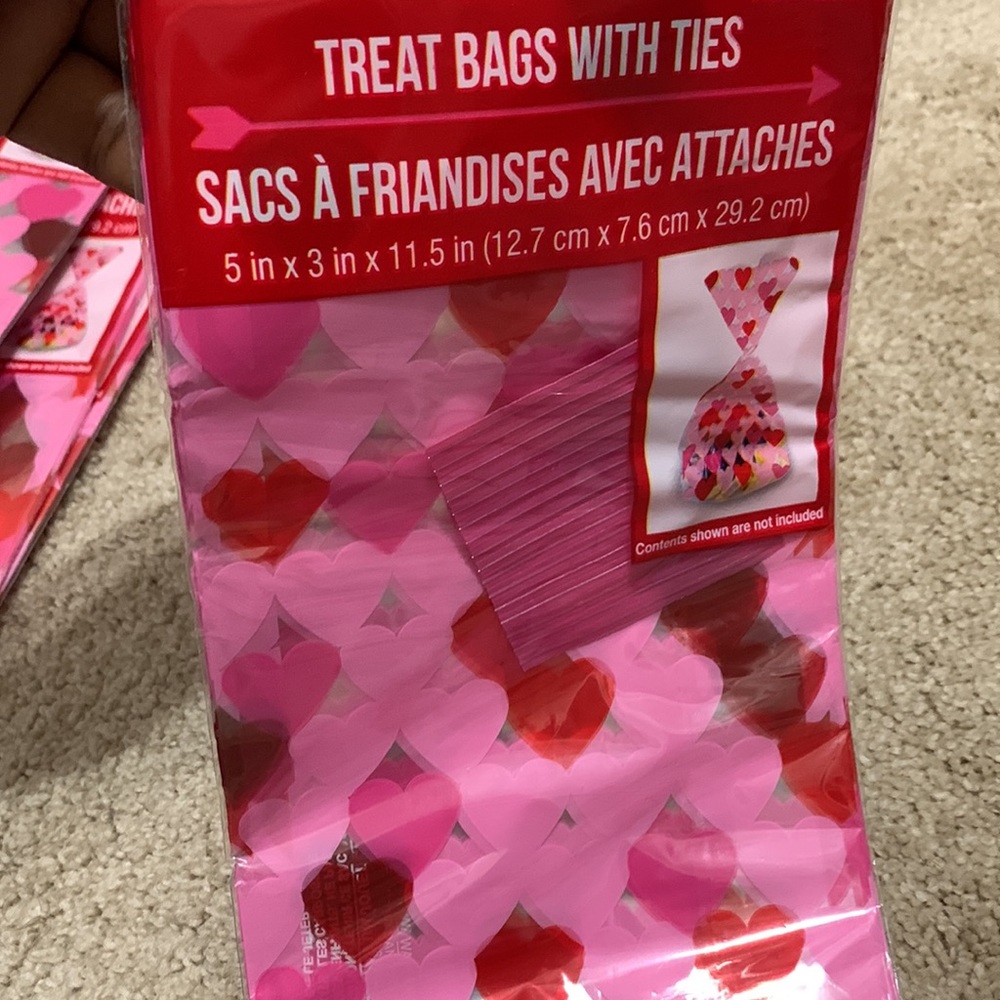 TREAT BAGS WITH TIES
SACS À FRIANDISES AVEC ATTACHES
5 in x 3 in x 11.5 in (12.7 cm x 7.6 cm x 29.2 cm)
Contents shown are not included